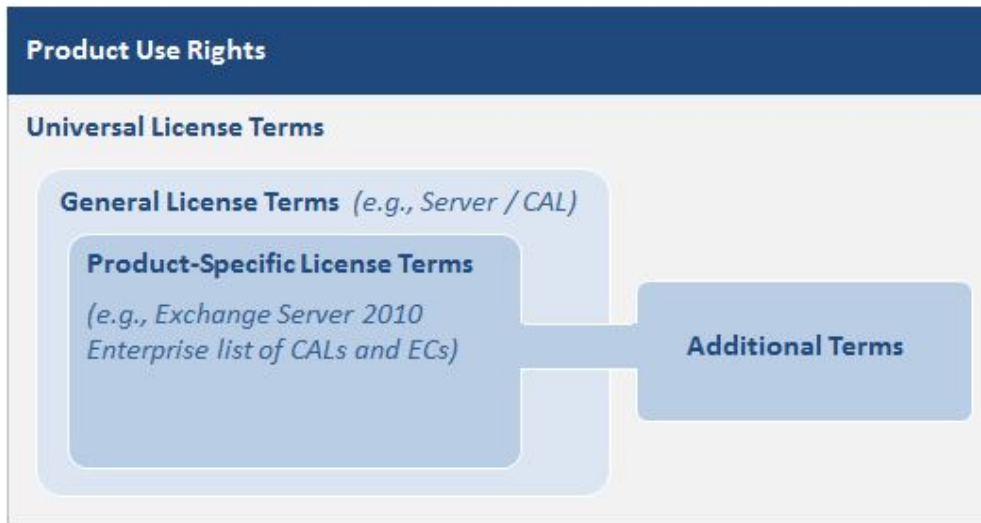 Product Use Rights
Universal License Terms
General License Terms (e.g., Server / CAL)
Product-Specific License Terms
(e.g., Exchange Server 2010
Enterprise list of CALs and ECs)
Additional Terms